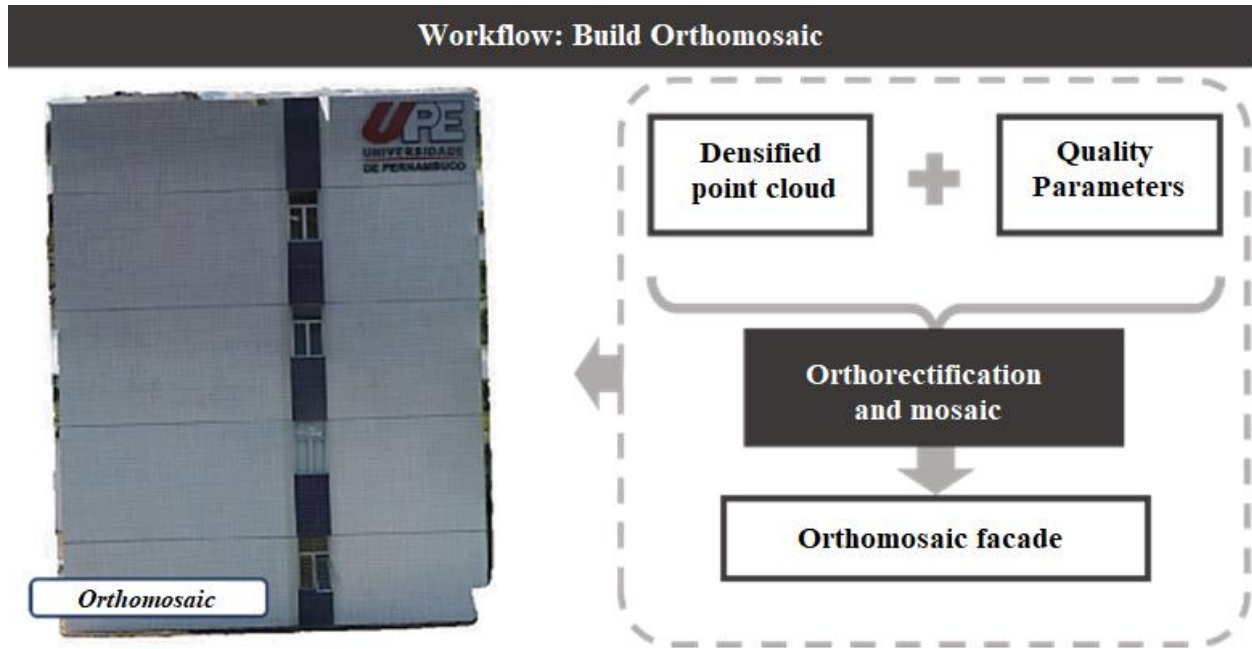 Workflow: Build Orthomosaic
UPE
UNIVERSIDADE
DE PERNAMBUCO
Orthomosaic
Densified
point cloud
Quality
Parameters
Orthorectification
and mosaic
Orthomosaic facade